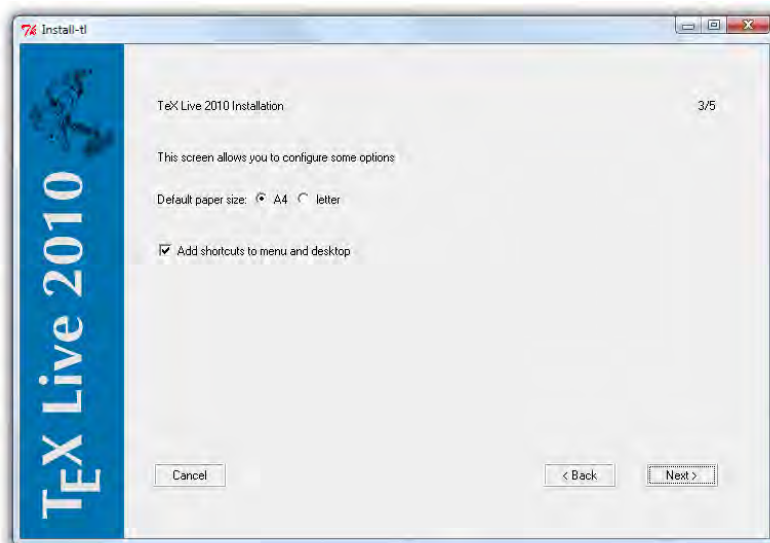 Install-tl
TeX Live 2010 Installation 3/5
This screen allows you to configure some options
Default paper size: A4 letter
Add shortcuts to menu and desktop
TEX Live 2010
Cancel < Back Next >